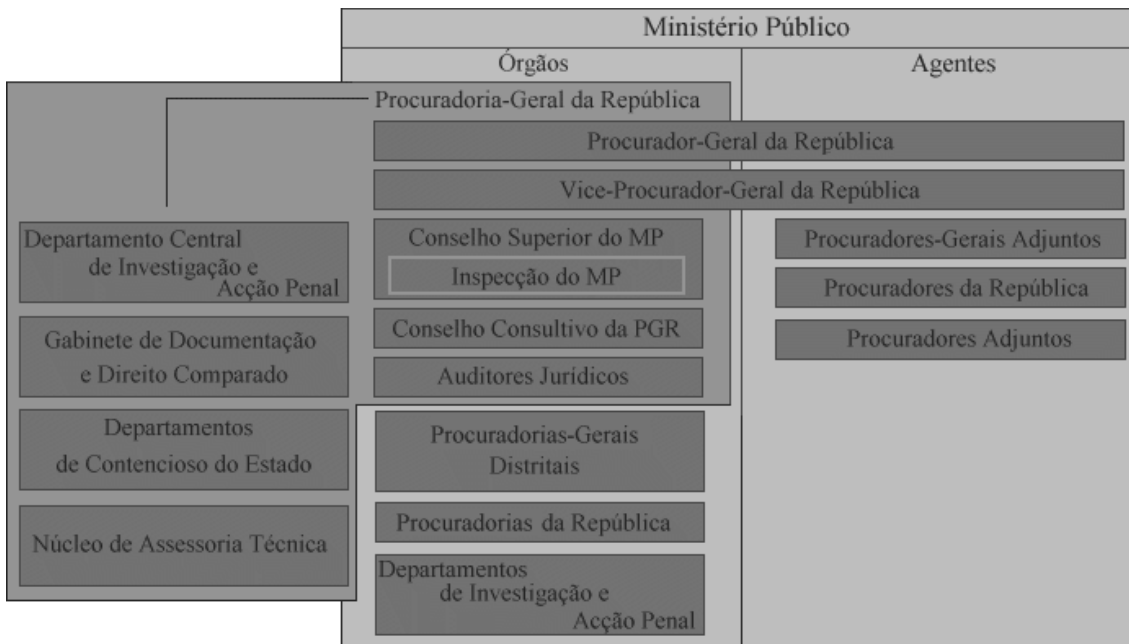 Ministério Público
Órgãos
Agentes
Procuradoria-Geral da República
Procurador-Geral da República
Vice-Procurador-Geral da República
Departamento Central
de Investigação e
Acção Penal
Gabinete de Documentação
e Direito Comparado
Departamentos
de Contencioso do Estado
Núcleo de Assessoria Técnica
Conselho Superior do MP
Inspecção do MP
Conselho Consultivo da PGR
Auditores Jurídicos
Procuradorias-Gerais
Distritais
Procuradorias da República
Departamentos
de Investigação e
Acção Penal
Procuradores-Gerais Adjuntos
Procuradores da República
Procuradores Adjuntos